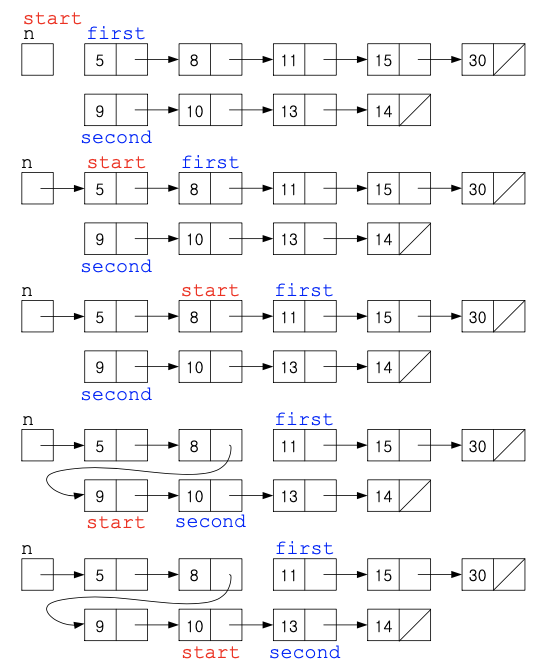 start
n first
5 8 11 15 30
9 10 13 14
second
n start first
5 8 11 15 30
9 10 13 14
second
n start first
5 8 11 15 30
9 10 13 14
second
n first
5 8 11 15 30
9 10 13 14
start second
n first
5 8 11 15 30
9 10 13 14
start second